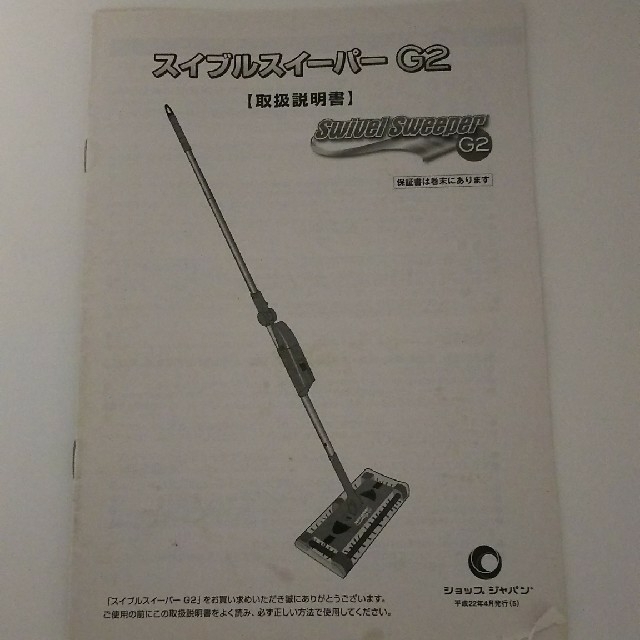 スイブルスイーパー G2
【取扱説明書】
Swivel Sweeper
G2
保証書は巻末にあります
ショップジャパン
平成22年4月発行(5)
「スイブルスイーパー G2」をお買い求めいただき誠にありがとうございます。
ご使用の前にこの取扱説明書をよく読み、必ず正しい方法で使用してください。